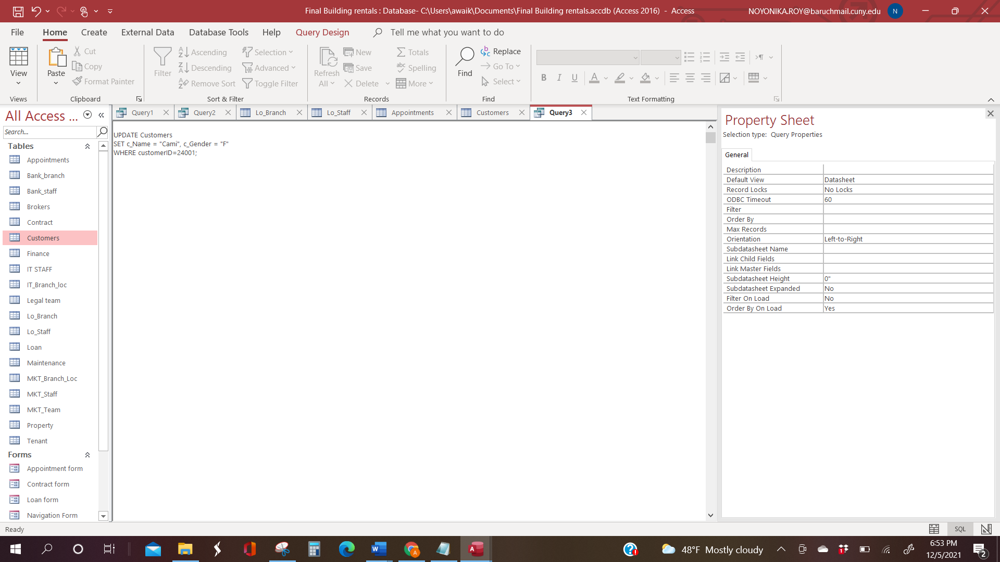 Final Building rentals : Database- C:\Users\awaik\Documents\Final Building rentals.accdb (Access 2016) - Access
NOYONIKA.ROY@baruchmail.cuny.edu
N
File
Home
Create
External Data
Database Tools
Help
Query Design
Tell me what you want to do
View
Views
Paste
Cut
Copy
Format Painter
Clipboard
Filter
Ascending
Descending
Remove Sort
Selection
Advanced
Toggle Filter
Sort & Filter
Refresh
All
New
Save
Delete
Totals
Spelling
More
Records
Find
Replace
Go To
Select
Find
B I U A
Text Formatting
All Access ...
Search...
Tables
Appointments
Bank_branch
Bank_staff
Brokers
Contract
Customers
Finance
IT STAFF
IT_Branch_loc
Legal team
Lo_Branch
Lo_Staff
Loan
Maintenance
MKT_Branch_Loc
MKT_Staff
MKT_Team
Property
Tenant
Forms
Appointment form
Contract form
Loan form
Navigation Form
Query1
Query2
Lo_Branch
Lo_Staff
Appointments
Customers
Query3
UPDATE Customers
SET c_Name = "Cami", c_Gender = "F"
WHERE customerID=24001;
Property Sheet
Selection type: Query Properties
General
Description
Default View Datasheet
Record Locks No Locks
ODBC Timeout 60
Filter
Order By
Max Records
Orientation Left-to-Right
Subdatasheet Name
Link Child Fields
Link Master Fields
Subdatasheet Height 0"
Subdatasheet Expanded No
Filter On Load No
Order By On Load Yes
Ready
SQL
48°F Mostly cloudy
1
6:53 PM
12/5/2021
2